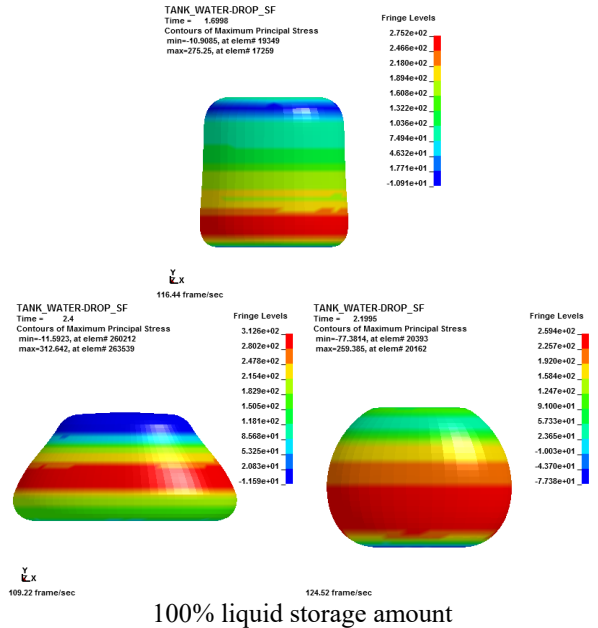 TANK_WATER-DROP_SF
Time = 1.6998
Contours of Maximum Principal Stress
min=-10.9085, at elem# 19349
max=275.25, at elem# 17259
Fringe Levels
2.752e+02
2.466e+02
2.180e+02
1.894e+02
1.608e+02
1.322e+02
1.036e+02
7.494e+01
4.632e+01
1.771e+01
-1.091e+01
Y
Z X
116.44 frame/sec
TANK_WATER-DROP_SF
Time = 2.4
Contours of Maximum Principal Stress
min=-11.5923, at elem# 260212
max=312.642, at elem# 263539
Fringe Levels
3.126e+02
2.802e+02
2.478e+02
2.154e+02
1.829e+02
1.505e+02
1.181e+02
8.568e+01
5.325e+01
2.083e+01
-1.159e+01
Y
Z X
109.22 frame/sec
TANK_WATER-DROP_SF
Time = 2.1995
Contours of Maximum Principal Stress
min=-77.3814, at elem# 20393
max=259.385, at elem# 20162
Fringe Levels
2.594e+02
2.257e+02
1.920e+02
1.584e+02
1.247e+02
9.100e+01
5.733e+01
2.365e+01
-1.003e+01
-4.370e+01
-7.738e+01
124.52 frame/sec
100% liquid storage amount